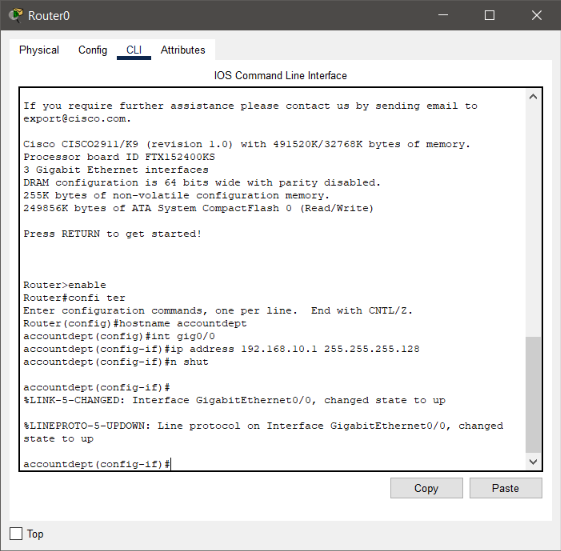 Router0
Physical Config CLI Attributes
IOS Command Line Interface
If you require further assistance please contact us by sending email to
export@cisco.com.
Cisco CISCO2911/K9 (revision 1.0) with 491520K/32768K bytes of memory.
Processor board ID FTX152400KS
3 Gigabit Ethernet interfaces
DRAM configuration is 64 bits wide with parity disabled.
255K bytes of non-volatile configuration memory.
249856K bytes of ATA System CompactFlash 0 (Read/Write)
Press RETURN to get started!
Router>enable
Router#confi ter
Enter configuration commands, one per line.  End with CNTL/Z.
Router(config)#hostname accountdept
accountdept(config)#int gig0/0
accountdept(config-if)#ip address 192.168.10.1 255.255.255.128
accountdept(config-if)#n shut
accountdept(config-if)#
%LINK-5-CHANGED: Interface GigabitEthernet0/0, changed state to up
%LINEPROTO-5-UPDOWN: Line protocol on Interface GigabitEthernet0/0, changed
state to up
accountdept(config-if)#
Copy Paste
Top